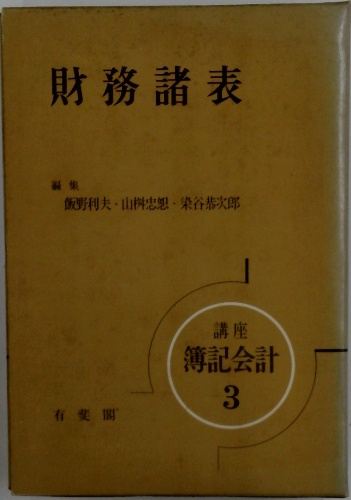 財務諸表
編集
飯野利夫・山桝忠恕・染谷恭次郎
講座
簿記会計
3
有斐閣